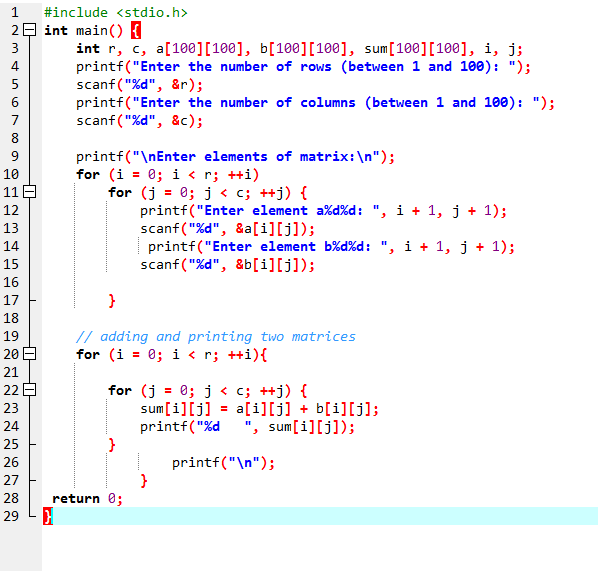 1 #include <stdio.h>
2 int main() {
3     int r, c, a[100][100], b[100][100], sum[100][100], i, j;
4     printf("Enter the number of rows (between 1 and 100): ");
5     scanf("%d", &r);
6     printf("Enter the number of columns (between 1 and 100): ");
7     scanf("%d", &c);
8
9     printf("\nEnter elements of matrix:\n");
10     for (i = 0; i < r; ++i)
11         for (j = 0; j < c; ++j) {
12             printf("Enter element a%d%d: ", i + 1, j + 1);
13             scanf("%d", &a[i][j]);
14              printf("Enter element b%d%d: ", i + 1, j + 1);
15             scanf("%d", &b[i][j]);
16
17         }
18
19     // adding and printing two matrices
20     for (i = 0; i < r; ++i){
21
22         for (j = 0; j < c; ++j) {
23             sum[i][j] = a[i][j] + b[i][j];
24             printf("%d   ", sum[i][j]);
25         }
26                 printf("\n");
27             }
28  return 0;
29 }